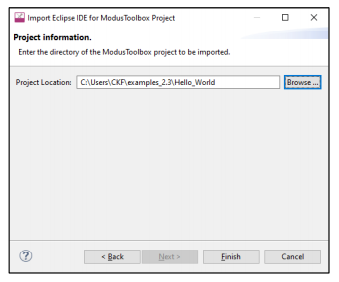 Import Eclipse IDE for ModusToolbox Project
Project information.
Enter the directory of the ModusToolbox project to be imported.
Project Location: C:\Users\CKF\examples_2.3\Hello_World Browse ...
? < Back Next > Finish Cancel